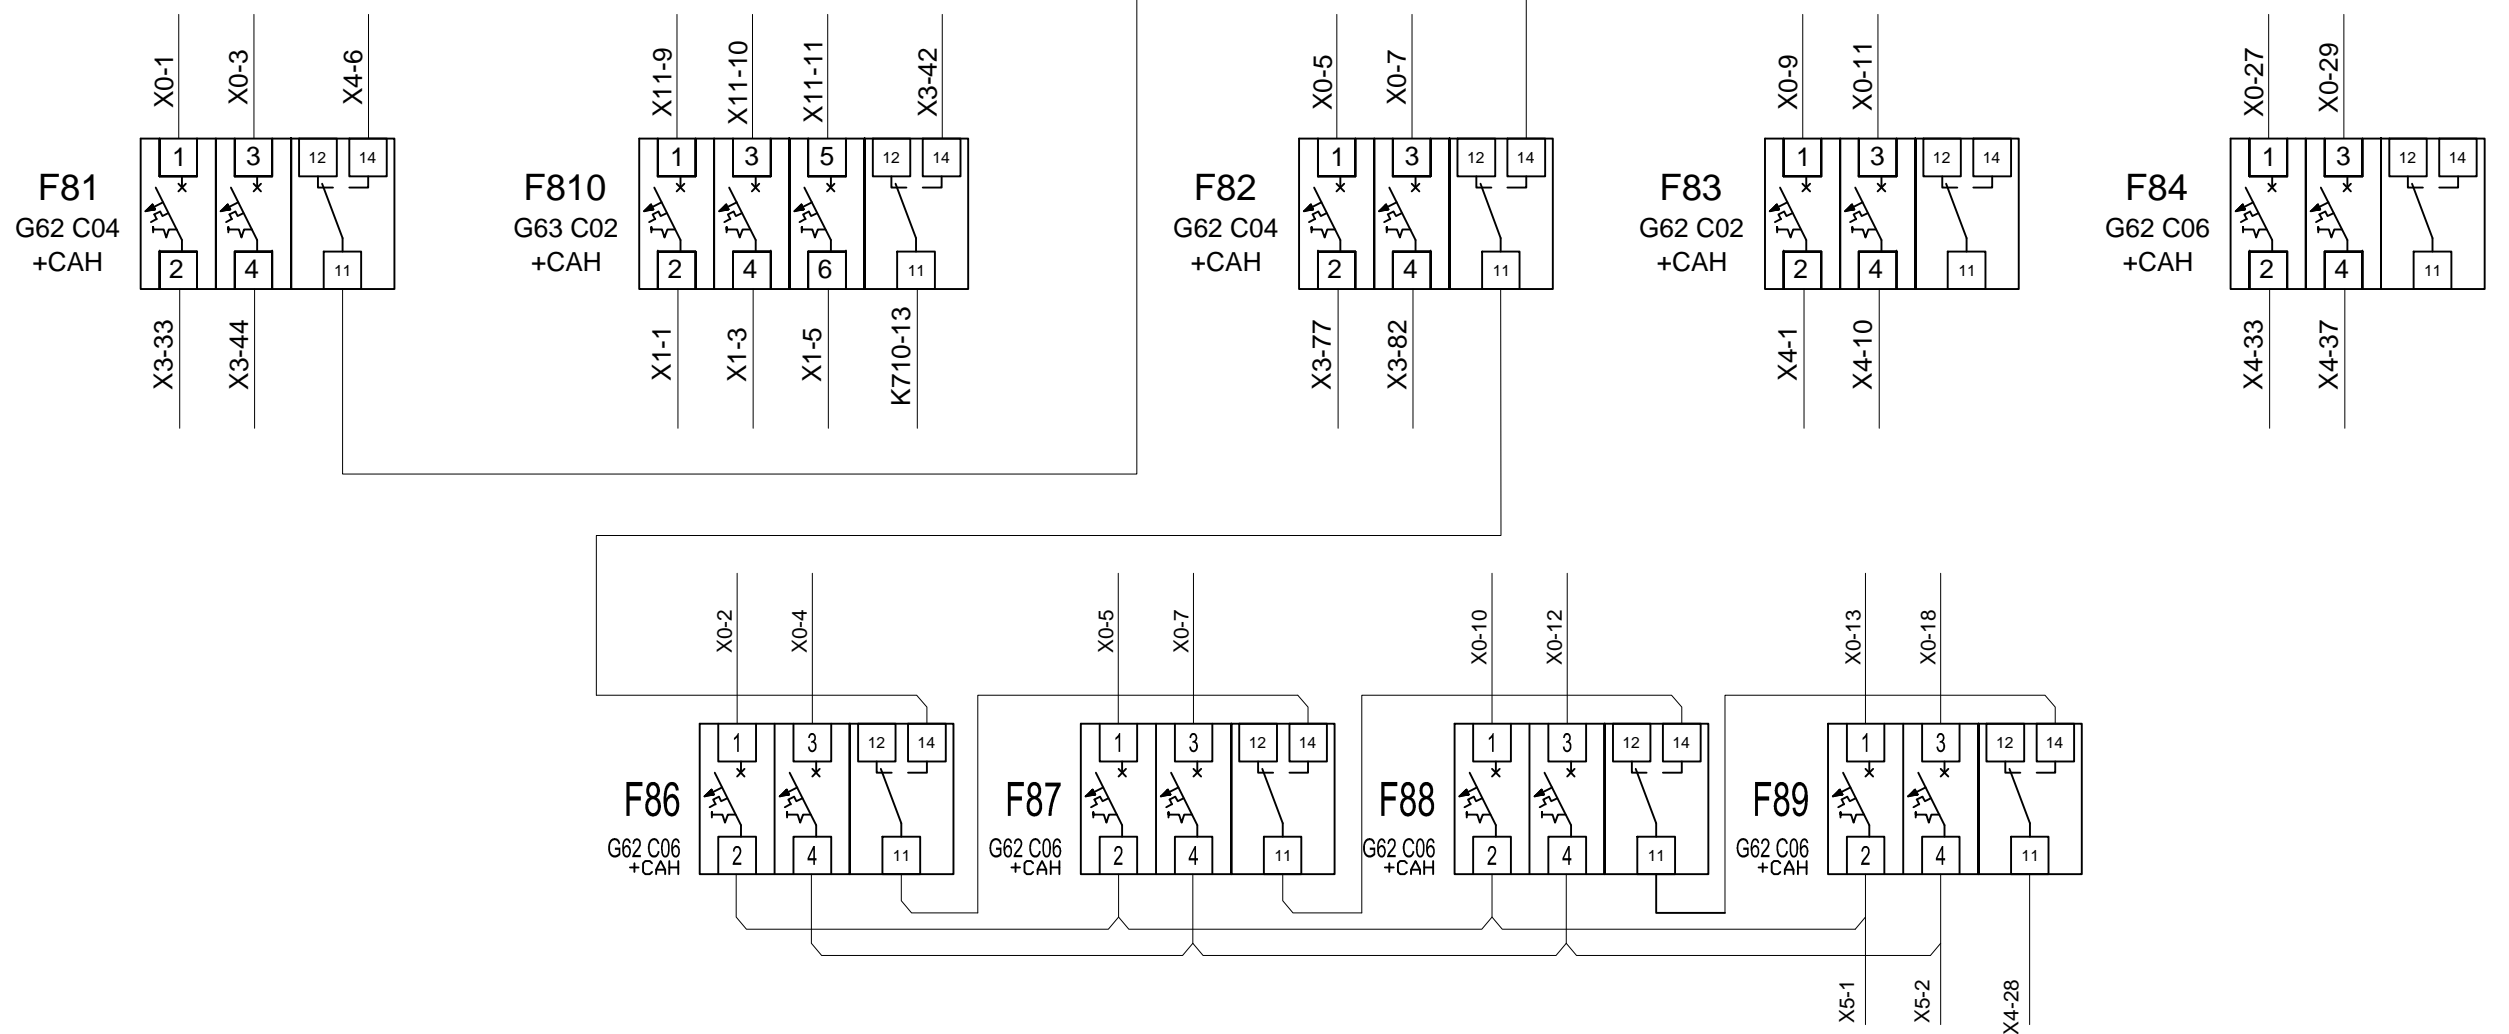 X0-1
X0-3
X4-6
X11-9
X11-10
X11-11
X3-42
X0-5
X0-7
X0-9
X0-11
X0-27
X0-29
1
3
12
14
1
3
5
12
14
1
3
12
14
1
3
12
14
1
3
12
14
F81
G62 C04
+CAH
F810
G63 C02
+CAH
F82
G62 C04
+CAH
F83
G62 C02
+CAH
F84
G62 C06
+CAH
2
4
11
2
4
6
11
2
4
11
2
4
11
2
4
11
X3-33
X3-44
X1-1
X1-3
X1-5
K710-13
X3-77
X3-82
X4-1
X4-10
X4-33
X4-37
X0-2
X0-4
X0-5
X0-7
X0-10
X0-12
X0-13
X0-18
1
3
12
14
1
3
12
14
1
3
12
14
1
3
12
14
F86
G62 C06
+CAH
F87
G62 C06
+CAH
F88
G62 C06
+CAH
F89
G62 C06
+CAH
2
4
11
2
4
11
2
4
11
2
4
11
X5-1
X5-2
X4-28